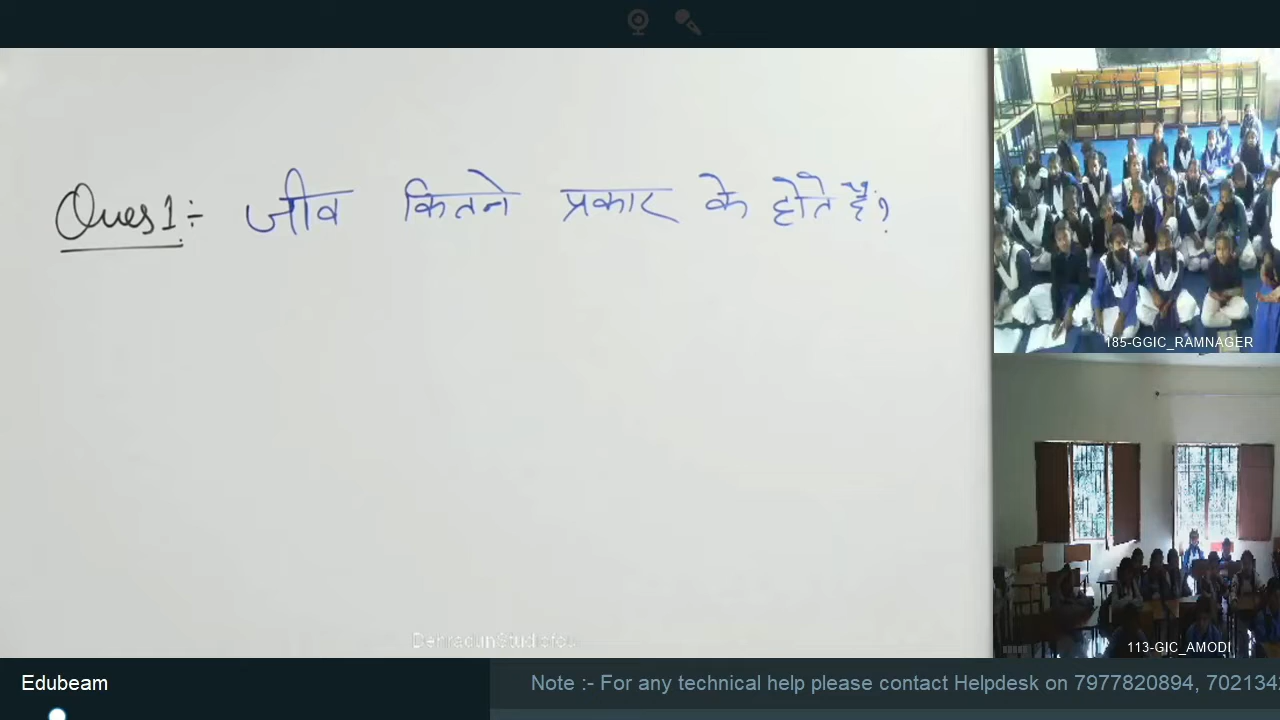 Ques 1:- जीव कितने प्रकार के होते हैं?
185-GGIC_RAMNAGER
113-GIC_AMODI
Edubeam
Note :- For any technical help please contact Helpdesk on 7977820894,